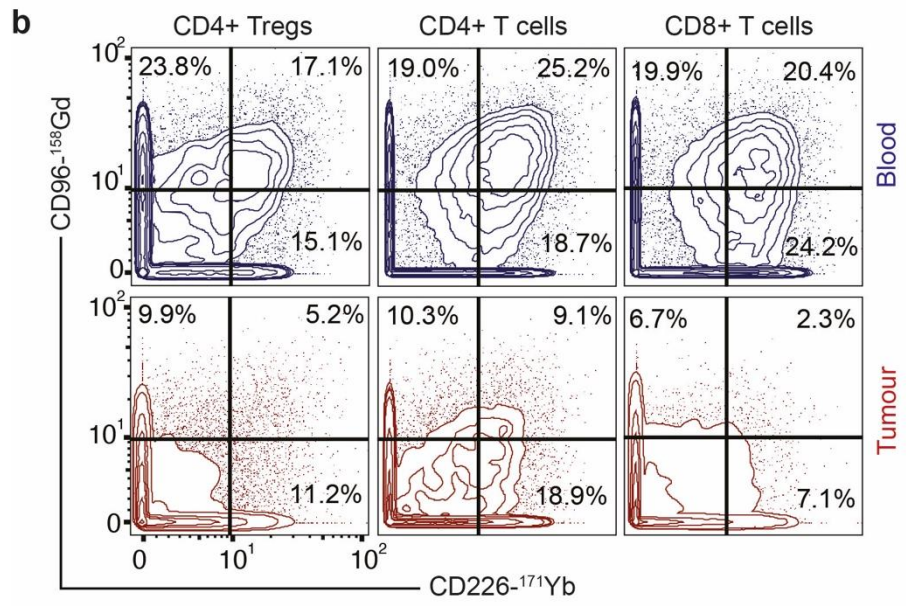 b
CD4+ Tregs CD4+ T cells CD8+ T cells
10² 23.8% 17.1% 19.0% 25.2% 19.9% 20.4%
CD96-¹⁵⁸Gd
10¹
Blood
15.1% 18.7% 24.2%
0
10² 9.9% 5.2% 10.3% 9.1% 6.7% 2.3%
10¹
Tumour
11.2% 18.9% 7.1%
0
0 10¹ 10²
CD226-¹⁷¹Yb